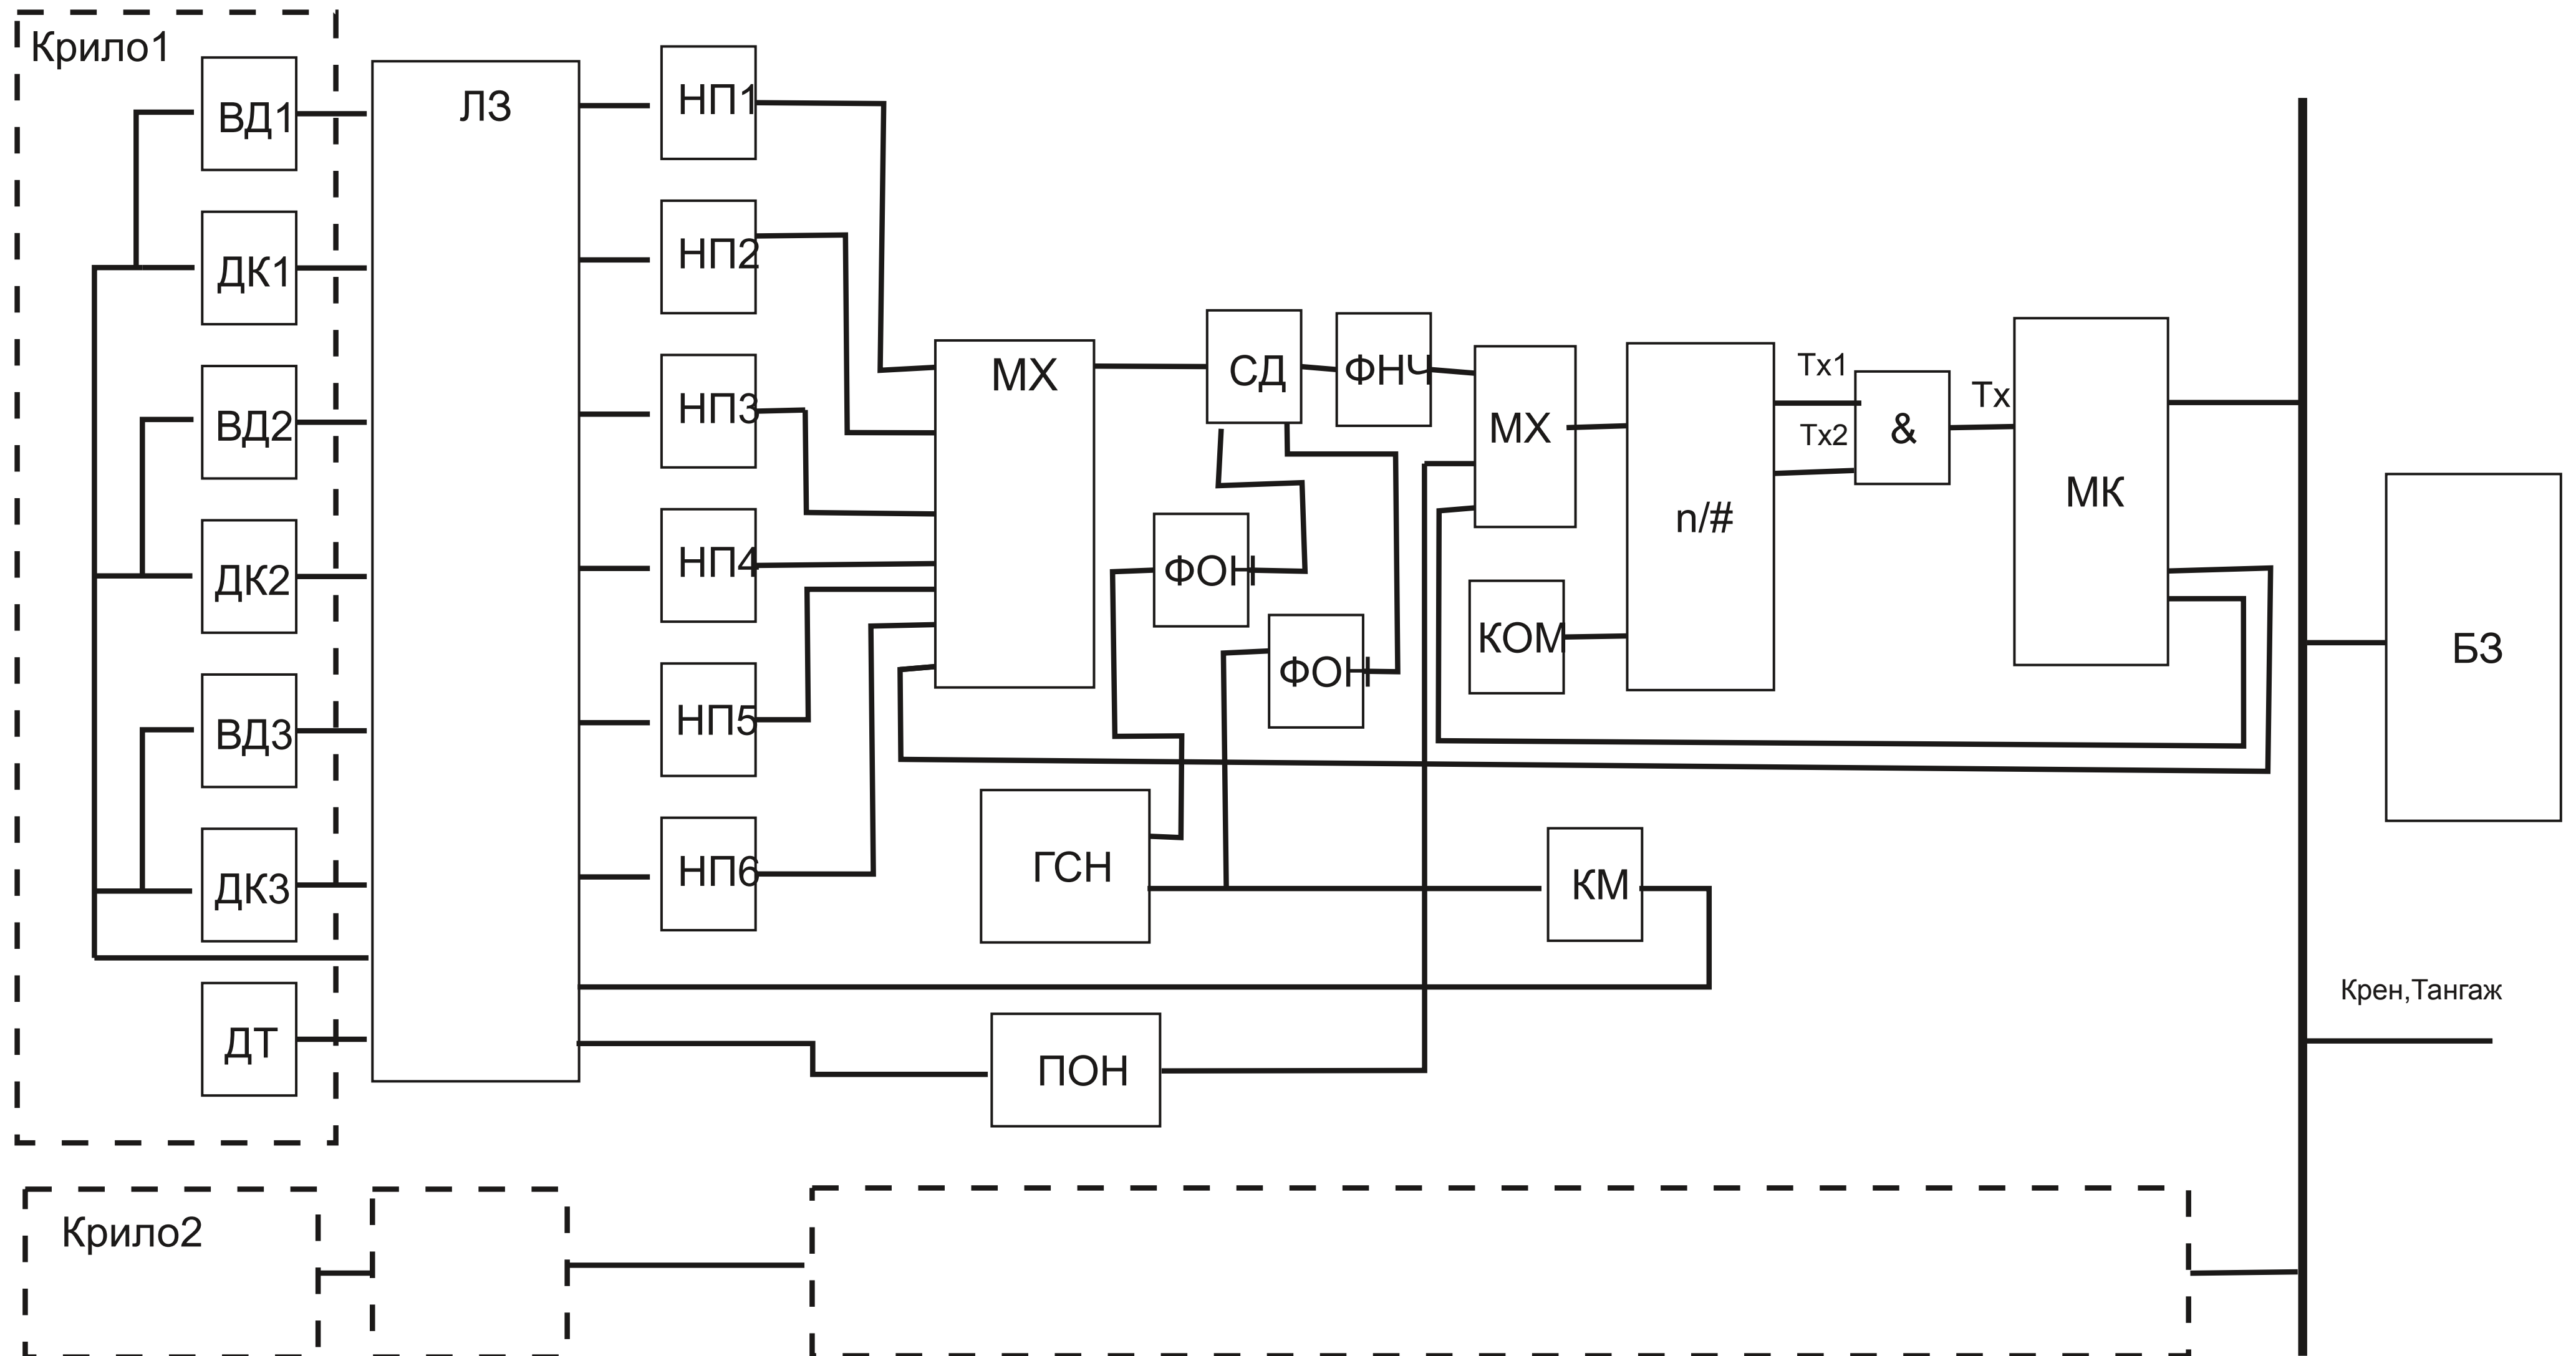 Крило1
ВД1
ДК1
ВД2
ДК2
ВД3
ДК3
ДТ
ЛЗ
НП1
НП2
НП3
НП4
НП5
НП6
МХ
СД
ФНЧ
ФОН
ФОН
ГСН
ПОН
МХ
КОМ
КМ
n/#
Тх1
Тх2
&
Тх
МК
БЗ
Крен,Тангаж
Крило2